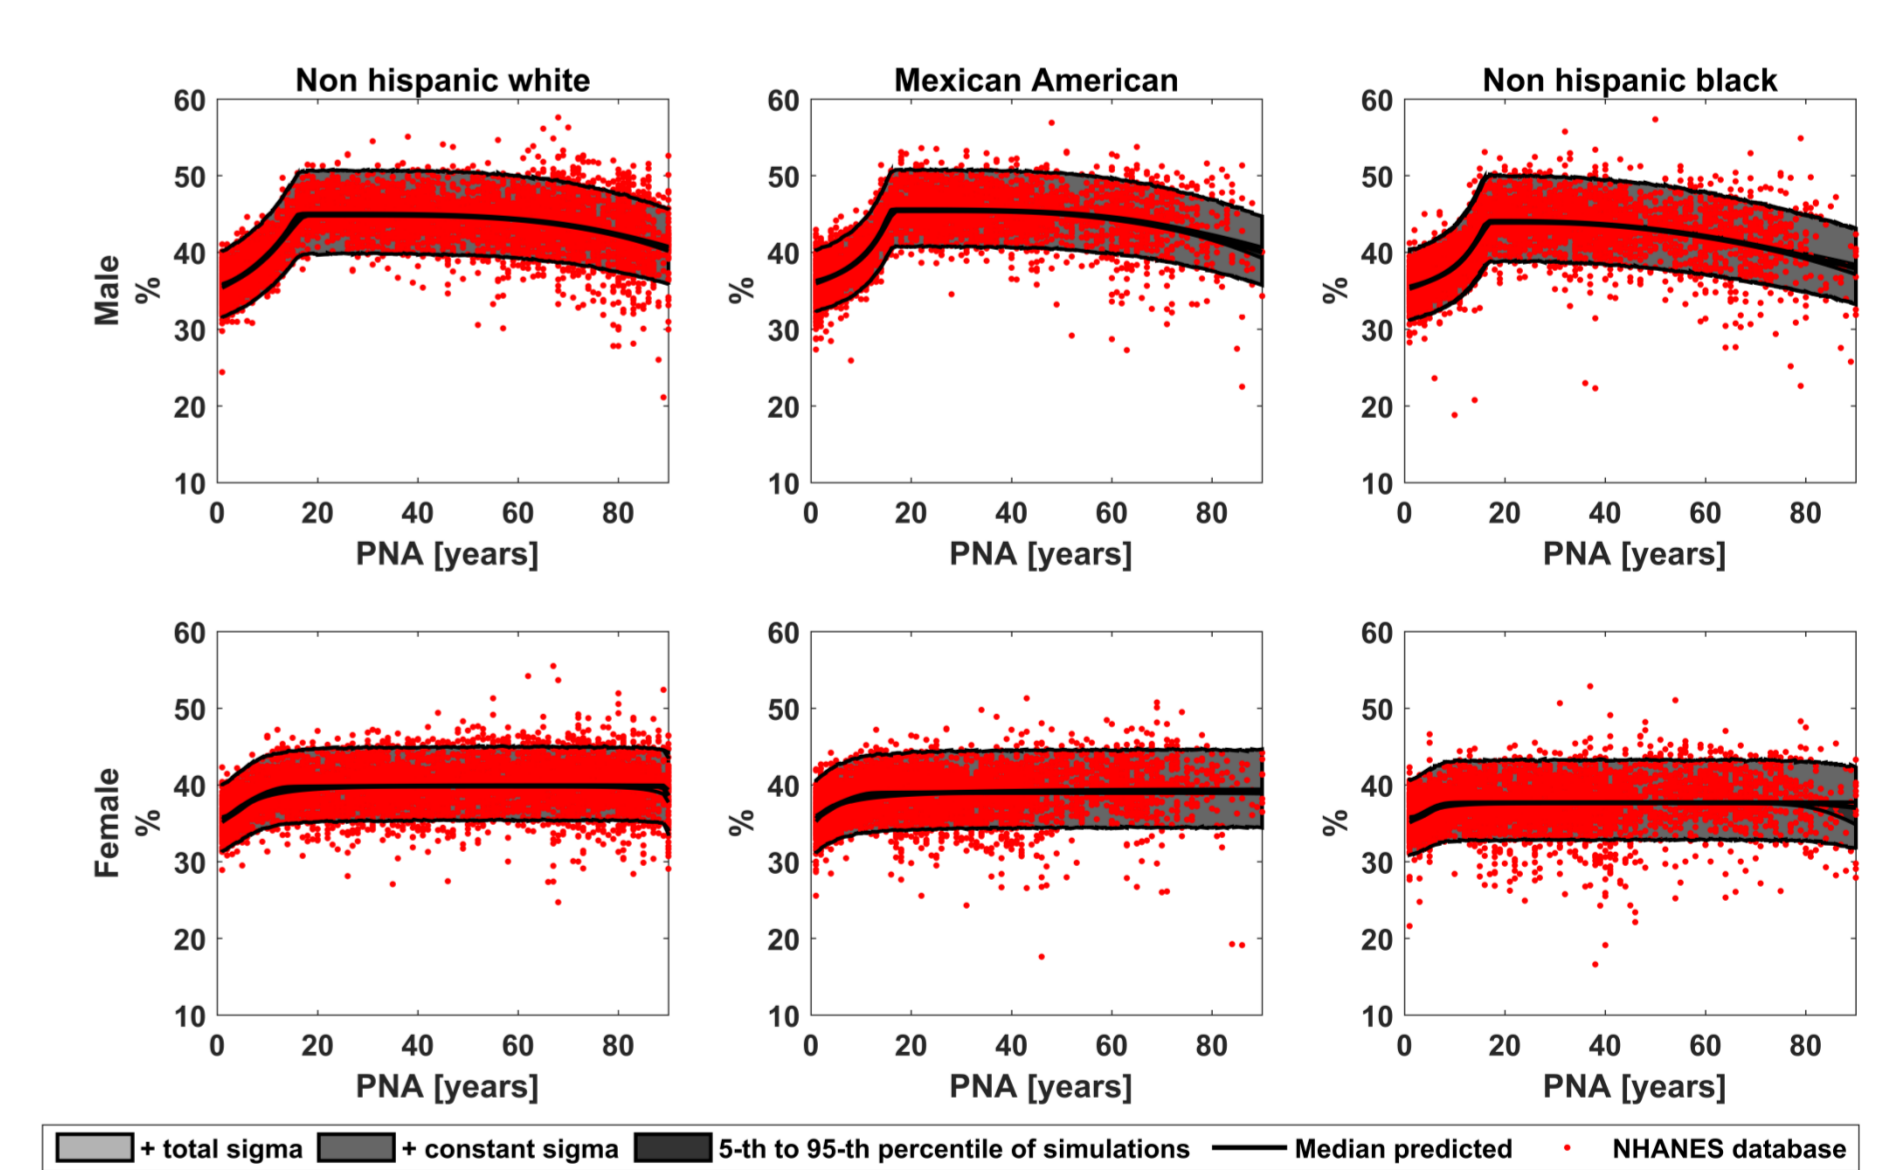 Non hispanic white
Mexican American
Non hispanic black
Male
%
60
50
40
30
20
10
0 20 40 60 80
PNA [years]
%
60
50
40
30
20
10
0 20 40 60 80
PNA [years]
%
60
50
40
30
20
10
0 20 40 60 80
PNA [years]
Female
%
60
50
40
30
20
10
0 20 40 60 80
PNA [years]
%
60
50
40
30
20
10
0 20 40 60 80
PNA [years]
%
60
50
40
30
20
10
0 20 40 60 80
PNA [years]
+ total sigma + constant sigma 5-th to 95-th percentile of simulations Median predicted NHANES database